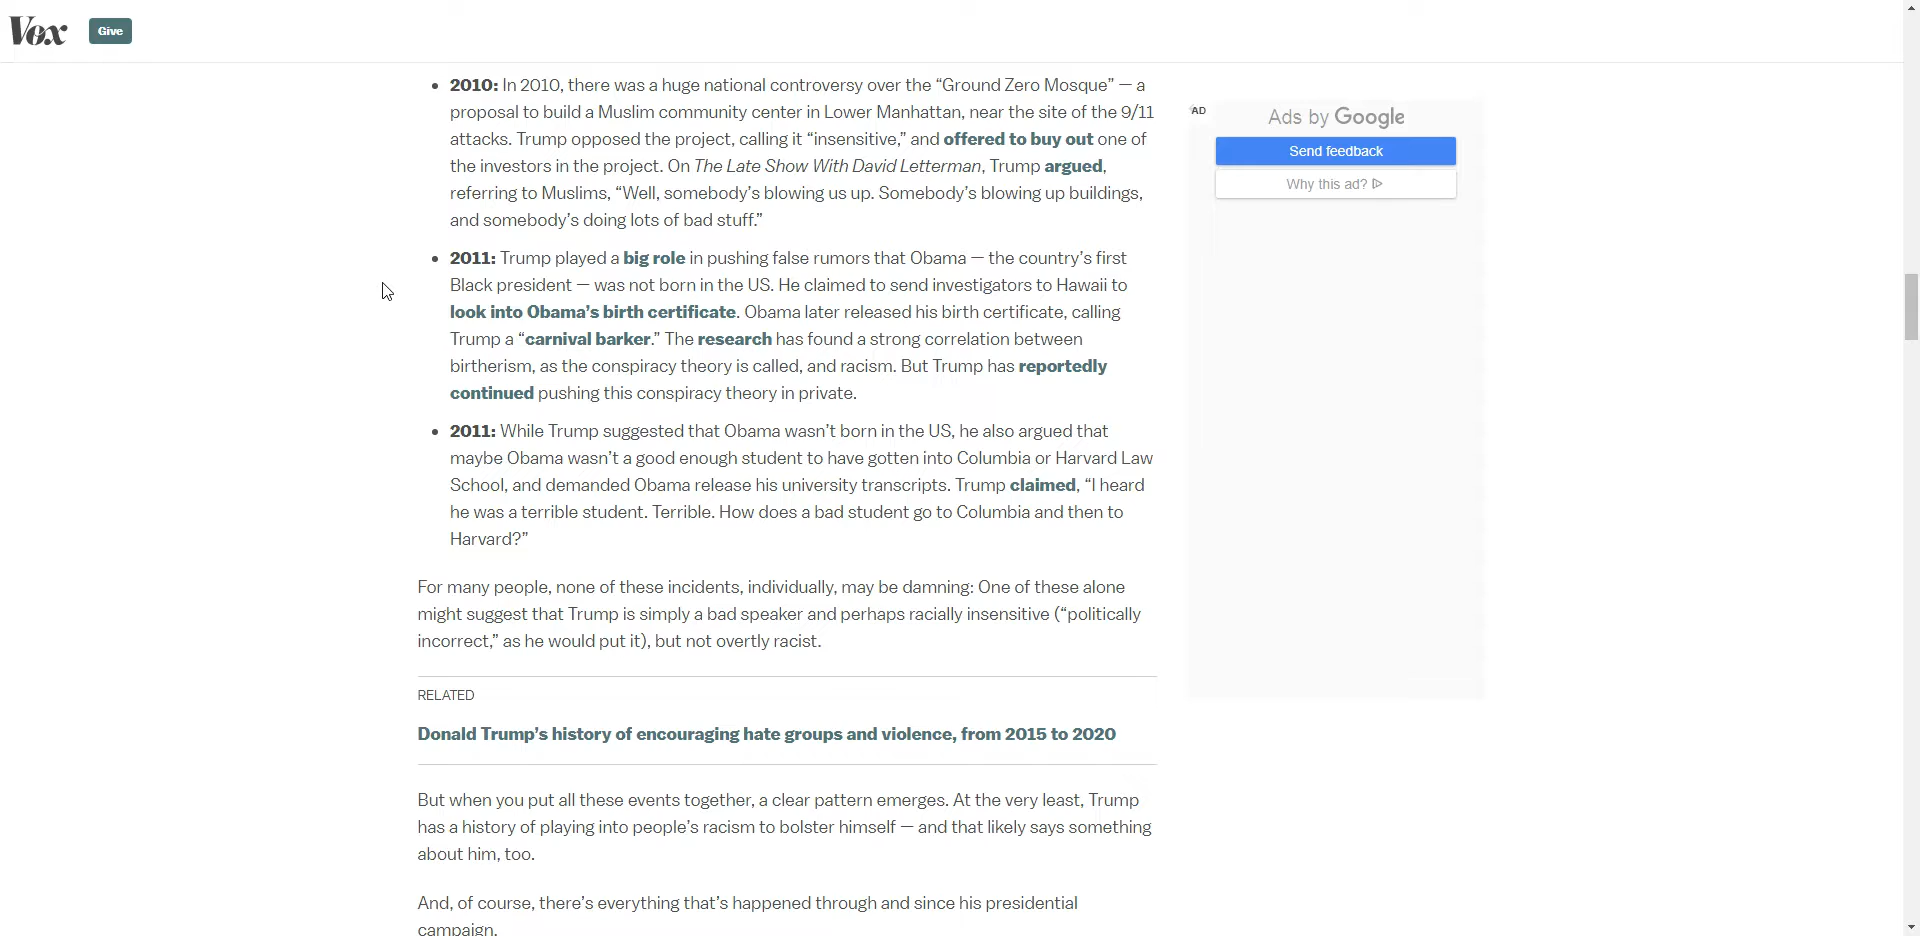 Vox
Give
2010: In 2010, there was a huge national controversy over the “Ground Zero Mosque” — a
proposal to build a Muslim community center in Lower Manhattan, near the site of the 9/11
attacks. Trump opposed the project, calling it “insensitive,” and offered to buy out one of
the investors in the project. On The Late Show With David Letterman, Trump argued,
referring to Muslims, “Well, somebody’s blowing us up. Somebody’s blowing up buildings,
and somebody’s doing lots of bad stuff.”
2011: Trump played a big role in pushing false rumors that Obama — the country’s first
Black president — was not born in the US. He claimed to send investigators to Hawaii to
look into Obama’s birth certificate. Obama later released his birth certificate, calling
Trump a “carnival barker.” The research has found a strong correlation between
birtherism, as the conspiracy theory is called, and racism. But Trump has reportedly
continued pushing this conspiracy theory in private.
2011: While Trump suggested that Obama wasn’t born in the US, he also argued that
maybe Obama wasn’t a good enough student to have gotten into Columbia or Harvard Law
School, and demanded Obama release his university transcripts. Trump claimed, “I heard
he was a terrible student. Terrible. How does a bad student go to Columbia and then to
Harvard?”
For many people, none of these incidents, individually, may be damning: One of these alone
might suggest that Trump is simply a bad speaker and perhaps racially insensitive (“politically
incorrect,” as he would put it), but not overtly racist.
RELATED
Donald Trump’s history of encouraging hate groups and violence, from 2015 to 2020
But when you put all these events together, a clear pattern emerges. At the very least, Trump
has a history of playing into people’s racism to bolster himself — and that likely says something
about him, too.
And, of course, there’s everything that’s happened through and since his presidential
campaign.
AD
Ads by Google
Send feedback
Why this ad?